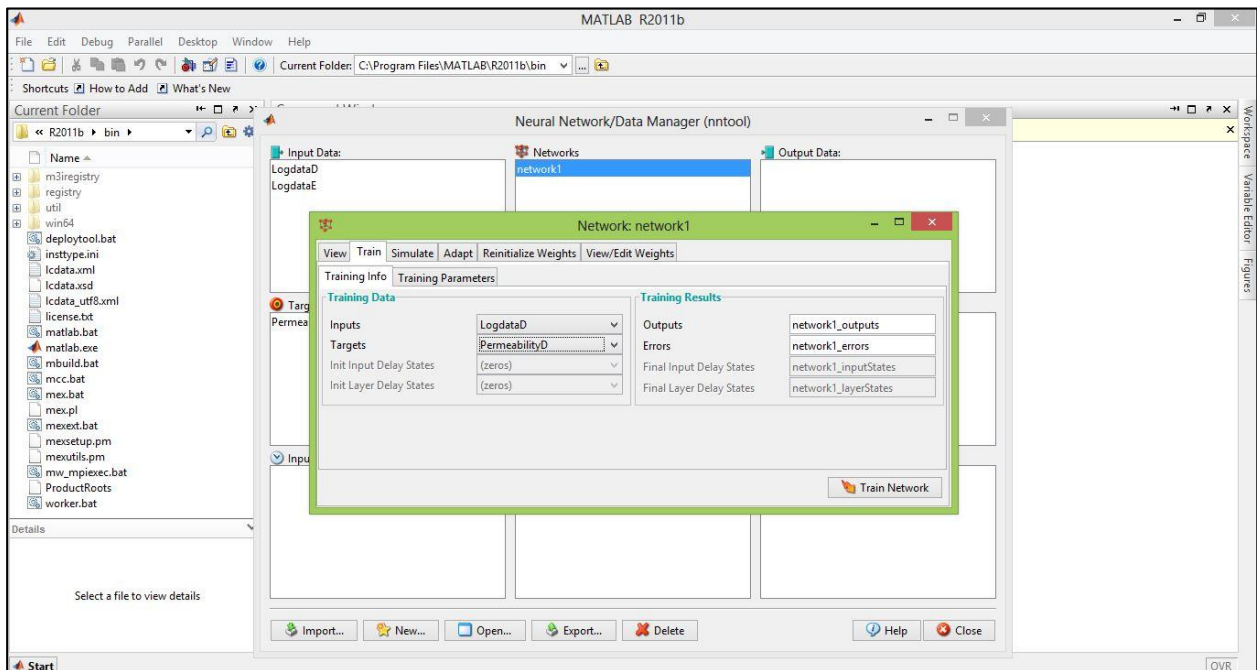 MATLAB R2011b
File Edit Debug Parallel Desktop Window Help
Current Folder: C:\Program Files\MATLAB\R2011b\bin
Shortcuts How to Add What's New
Current Folder
« R2011b bin
Name
m3iregistry
registry
util
win64
deploytool.bat
insttype.ini
lcdata.xml
lcdata.xsd
lcdata_utf8.xml
license.txt
matlab.bat
matlab.exe
mbuild.bat
mcc.bat
mex.bat
mex.pl
mexext.bat
mexsetup.pm
mexutils.pm
mw_mpiexec.bat
ProductRoots
worker.bat
Details
Select a file to view details
Start
Neural Network/Data Manager (nntool)
Input Data:
LogdataD
LogdataE
Networks
network1
Output Data:
Targ
Permea
Inpu
Network: network1
View Train Simulate Adapt Reinitialize Weights View/Edit Weights
Training Info Training Parameters
Training Data
Inputs LogdataD
Targets PermeabilityD
Init Input Delay States (zeros)
Init Layer Delay States (zeros)
Training Results
Outputs network1_outputs
Errors network1_errors
Final Input Delay States network1_inputStates
Final Layer Delay States network1_layerStates
Train Network
Import... New... Open... Export... Delete Help Close
Workspace
Variable Editor
Figures
OVR